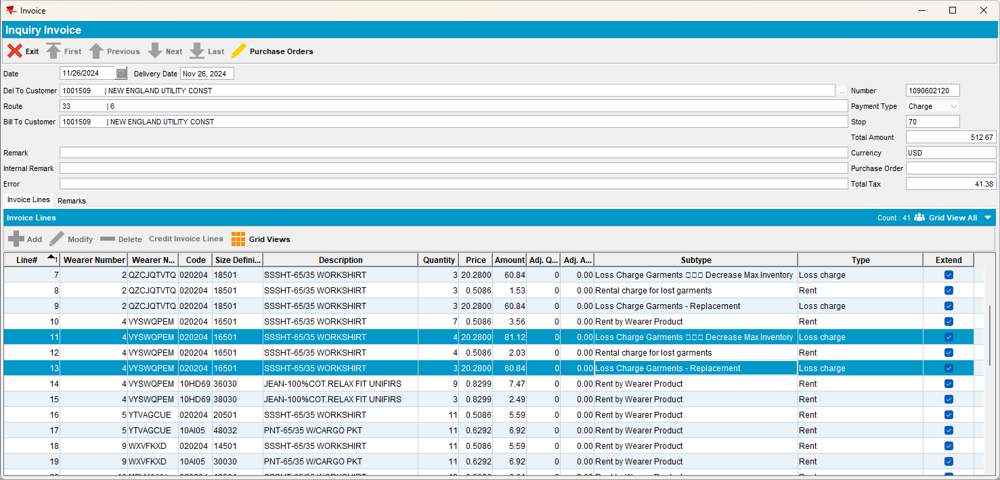 Invoice
Inquiry Invoice
Exit First Previous Next Last Purchase Orders
Date 11/26/2024 16 Delivery Date Nov 26, 2024
Del To Customer 1001509 | NEW ENGLAND UTILITY CONST ... Number 1090602120
Route 33 | 6 Payment Type Charge
Bill To Customer 1001509 | NEW ENGLAND UTILITY CONST Stop 70
Total Amount 512.67
Remark Currency USD
Internal Remark Purchase Order
Error Total Tax 41.38
Invoice Lines Remarks
Invoice Lines Count : 41 Grid View All
Add Modify Delete Credit Invoice Lines Grid Views
Line# 1 Wearer Number Wearer N... Code Size Defini... Description Quantity Price Amount Adj. Q... Adj. A... Subtype Type Extend
7 2 QZCJQTVTQ 020204 18501 SSSHT-65/35 WORKSHIRT 3 20.2800 60.84 0 0.00 Loss Charge Garments □□□ Decrease Max Inventory Loss charge
8 2 QZCJQTVTQ 020204 18501 SSSHT-65/35 WORKSHIRT 3 0.5086 1.53 0 0.00 Rental charge for lost garments Rent
9 2 QZCJQTVTQ 020204 18501 SSSHT-65/35 WORKSHIRT 3 20.2800 60.84 0 0.00 Loss Charge Garments - Replacement Loss charge
10 4 VYSWQPEM 020204 16501 SSSHT-65/35 WORKSHIRT 7 0.5086 3.56 0 0.00 Rent by Wearer Product Rent
11 4 VYSWQPEM 020204 16501 SSSHT-65/35 WORKSHIRT 4 20.2800 81.12 0 0.00 Loss Charge Garments □□□ Decrease Max Inventory Loss charge
12 4 VYSWQPEM 020204 16501 SSSHT-65/35 WORKSHIRT 4 0.5086 2.03 0 0.00 Rental charge for lost garments Rent
13 4 VYSWQPEM 020204 16501 SSSHT-65/35 WORKSHIRT 3 20.2800 60.84 0 0.00 Loss Charge Garments - Replacement Loss charge
14 4 VYSWQPEM 10HD69 36030 JEAN-100%COT.RELAX FIT UNIFIRS 9 0.8299 7.47 0 0.00 Rent by Wearer Product Rent
15 4 VYSWQPEM 10HD69 38030 JEAN-100%COT.RELAX FIT UNIFIRS 3 0.8299 2.49 0 0.00 Rent by Wearer Product Rent
16 5 YTVAGCUE 020204 20501 SSSHT-65/35 WORKSHIRT 11 0.5086 5.59 0 0.00 Rent by Wearer Product Rent
17 5 YTVAGCUE 10AI05 48032 PNT-65/35 W/CARGO PKT 11 0.6292 6.92 0 0.00 Rent by Wearer Product Rent
18 9 WXVFKXD 020204 14501 SSSHT-65/35 WORKSHIRT 11 0.5086 5.59 0 0.00 Rent by Wearer Product Rent
19 9 WXVFKXD 10AI05 30030 PNT-65/35 W/CARGO PKT 11 0.6292 6.92 0 0.00 Rent by Wearer Product Rent